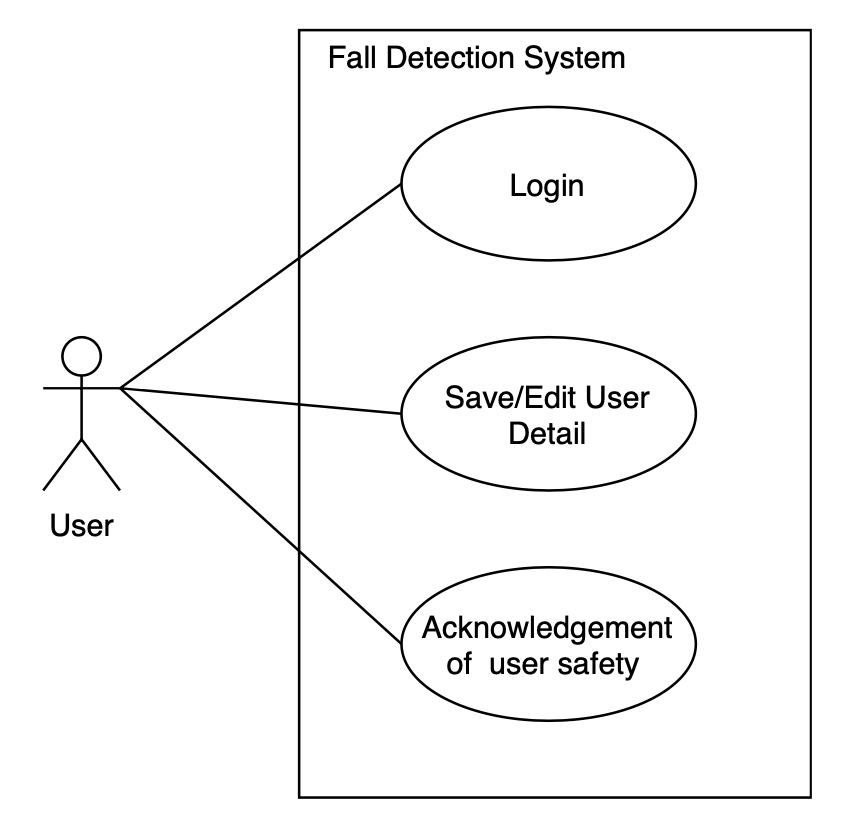 Fall Detection System
Login
Save/Edit User
Detail
User
Acknowledgement
of  user safety